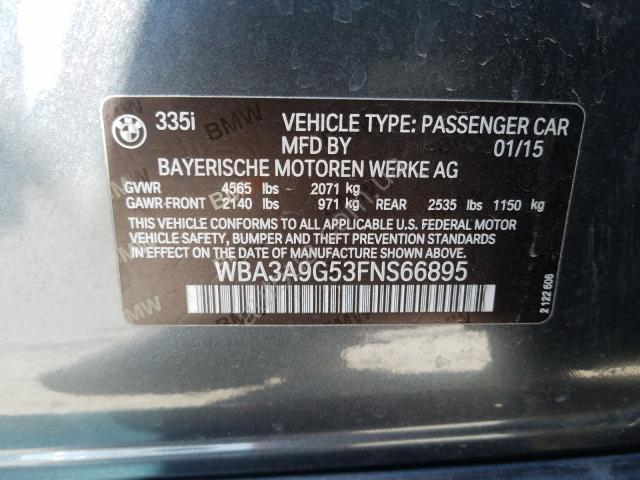 335i VEHICLE TYPE: PASSENGER CAR
MFD BY 01/15
BAYERISCHE MOTOREN WERKE AG
GVWR 4565 lbs 2071 kg
GAWR-FRONT 2140 lbs 971 kg REAR 2535 lbs 1150 kg
THIS VEHICLE CONFORMS TO ALL APPLICABLE U.S. FEDERAL MOTOR
VEHICLE SAFETY, BUMPER AND THEFT PREVENTION STANDARDS IN
EFFECT ON THE DATE OF MANUFACTURE SHOWN ABOVE.
WBA3A9G53FNS66895
2 122 606
BMW
BMW
BMW